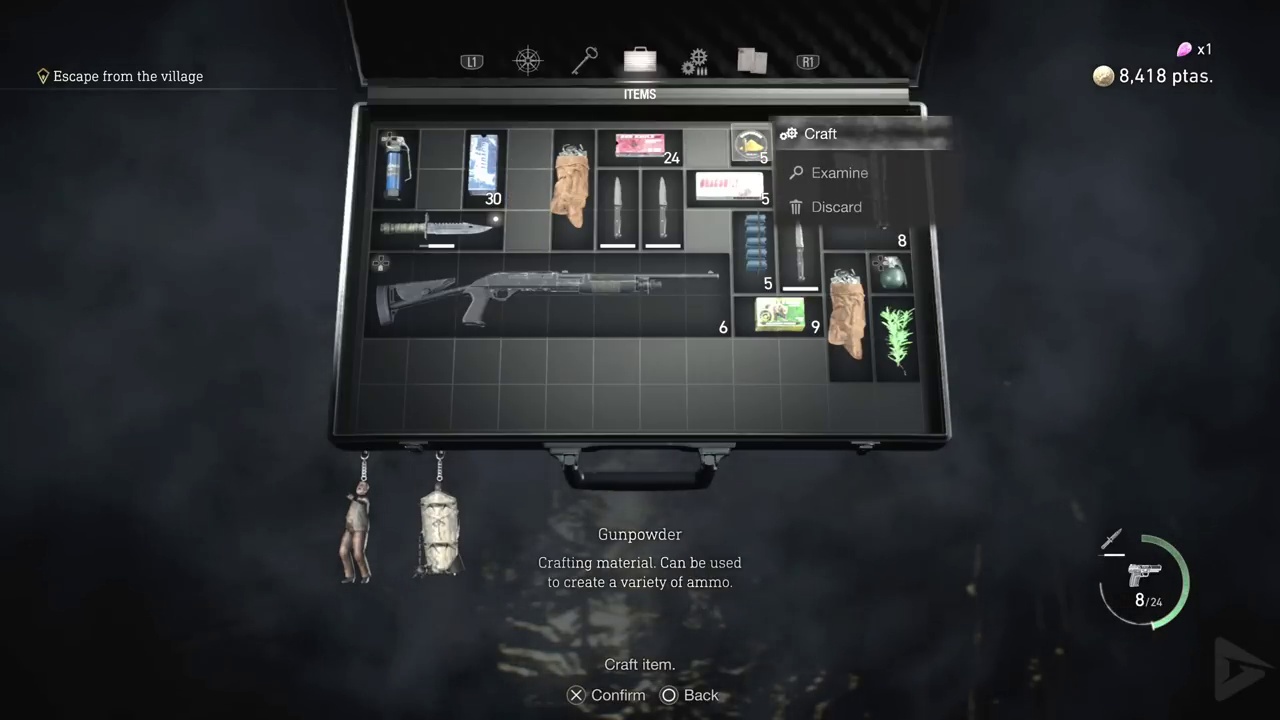 L1
R1
x1
Escape from the village
8,418 ptas.
ITEMS
24
5
Craft
30
5
Examine
Discard
8
5
6
9
Gunpowder
Crafting material. Can be used
to create a variety of ammo.
8/24
Craft item.
Confirm
Back